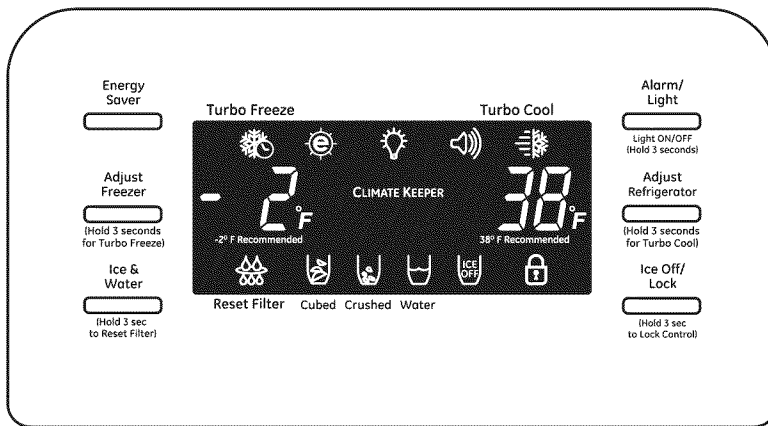 Energy
Saver
Adjust
Freezer
(Hold 3 seconds
for Turbo Freeze)
Ice &
Water
(Hold 3 sec
to Reset Filter)
Turbo Freeze
Turbo Cool
e
- 2°F
CLIMATE KEEPER
38°F
-2° F Recommended
38° F Recommended
ICE
OFF
Reset Filter
Cubed
Crushed
Water
Alarm/
Light
Light ON/OFF
(Hold 3 seconds)
Adjust
Refrigerator
(Hold 3 seconds
for Turbo Cool)
Ice Off/
Lock
(Hold 3 sec
to Lock Control)